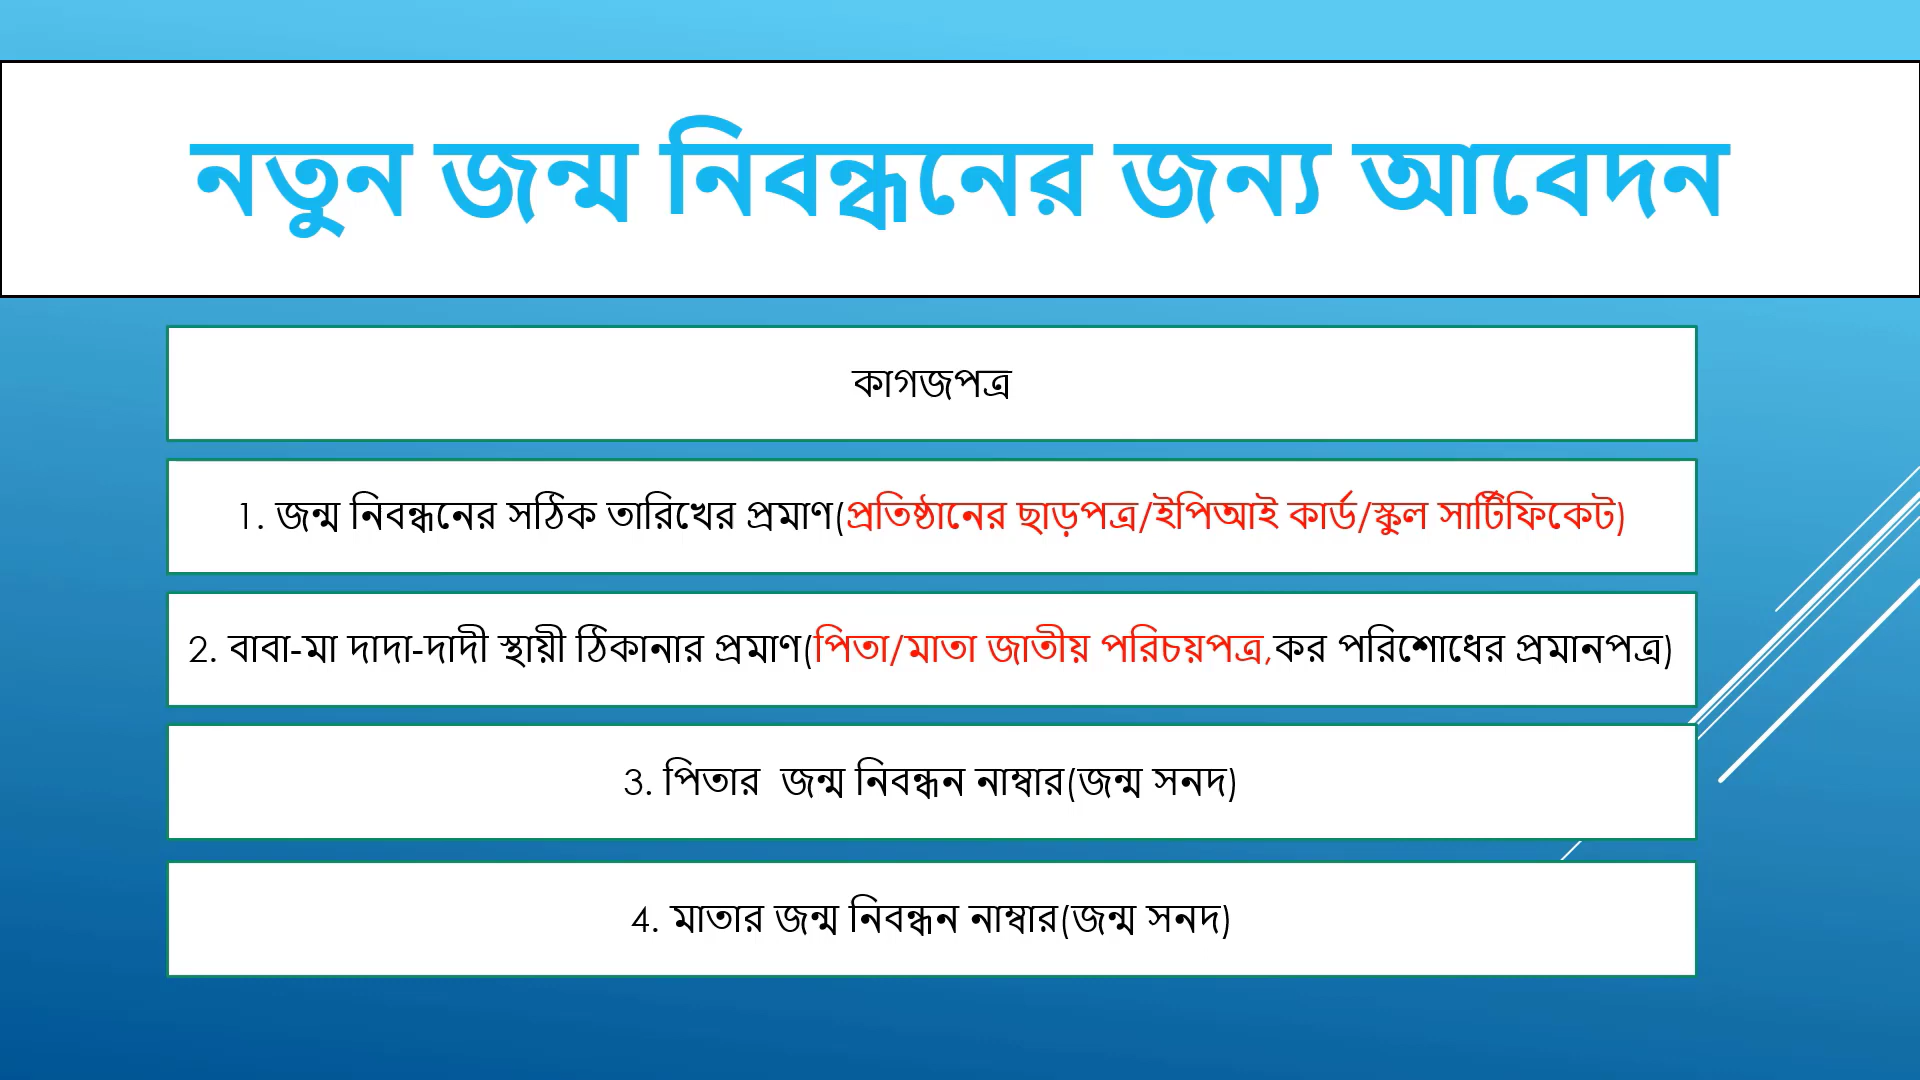 নতুন জন্ম নিবন্ধনের জন্য আবেদন
কাগজপত্র
1. জন্ম নিবন্ধনের সঠিক তারিখের প্রমাণ(প্রতিষ্ঠানের ছাড়পত্র/ইপিআই কার্ড/স্কুল সার্টিফিকেট)
2. বাবা-মা দাদা-দাদী স্থায়ী ঠিকানার প্রমাণ(পিতা/মাতা জাতীয় পরিচয়পত্র,কর পরিশোধের প্রমানপত্র)
3. পিতার জন্ম নিবন্ধন নাম্বার(জন্ম সনদ)
4. মাতার জন্ম নিবন্ধন নাম্বার(জন্ম সনদ)